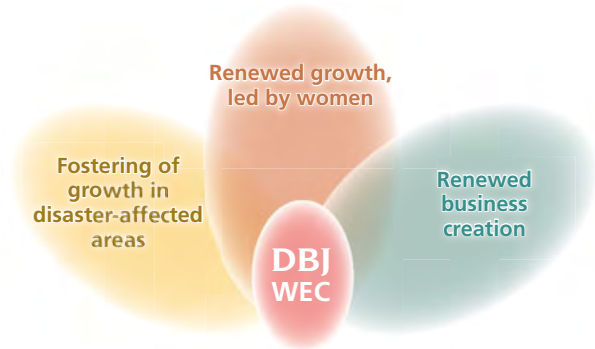 Renewed growth,
led by women
Fostering of
growth in
disaster-affected
areas
Renewed
business
creation
DBJ
WEC